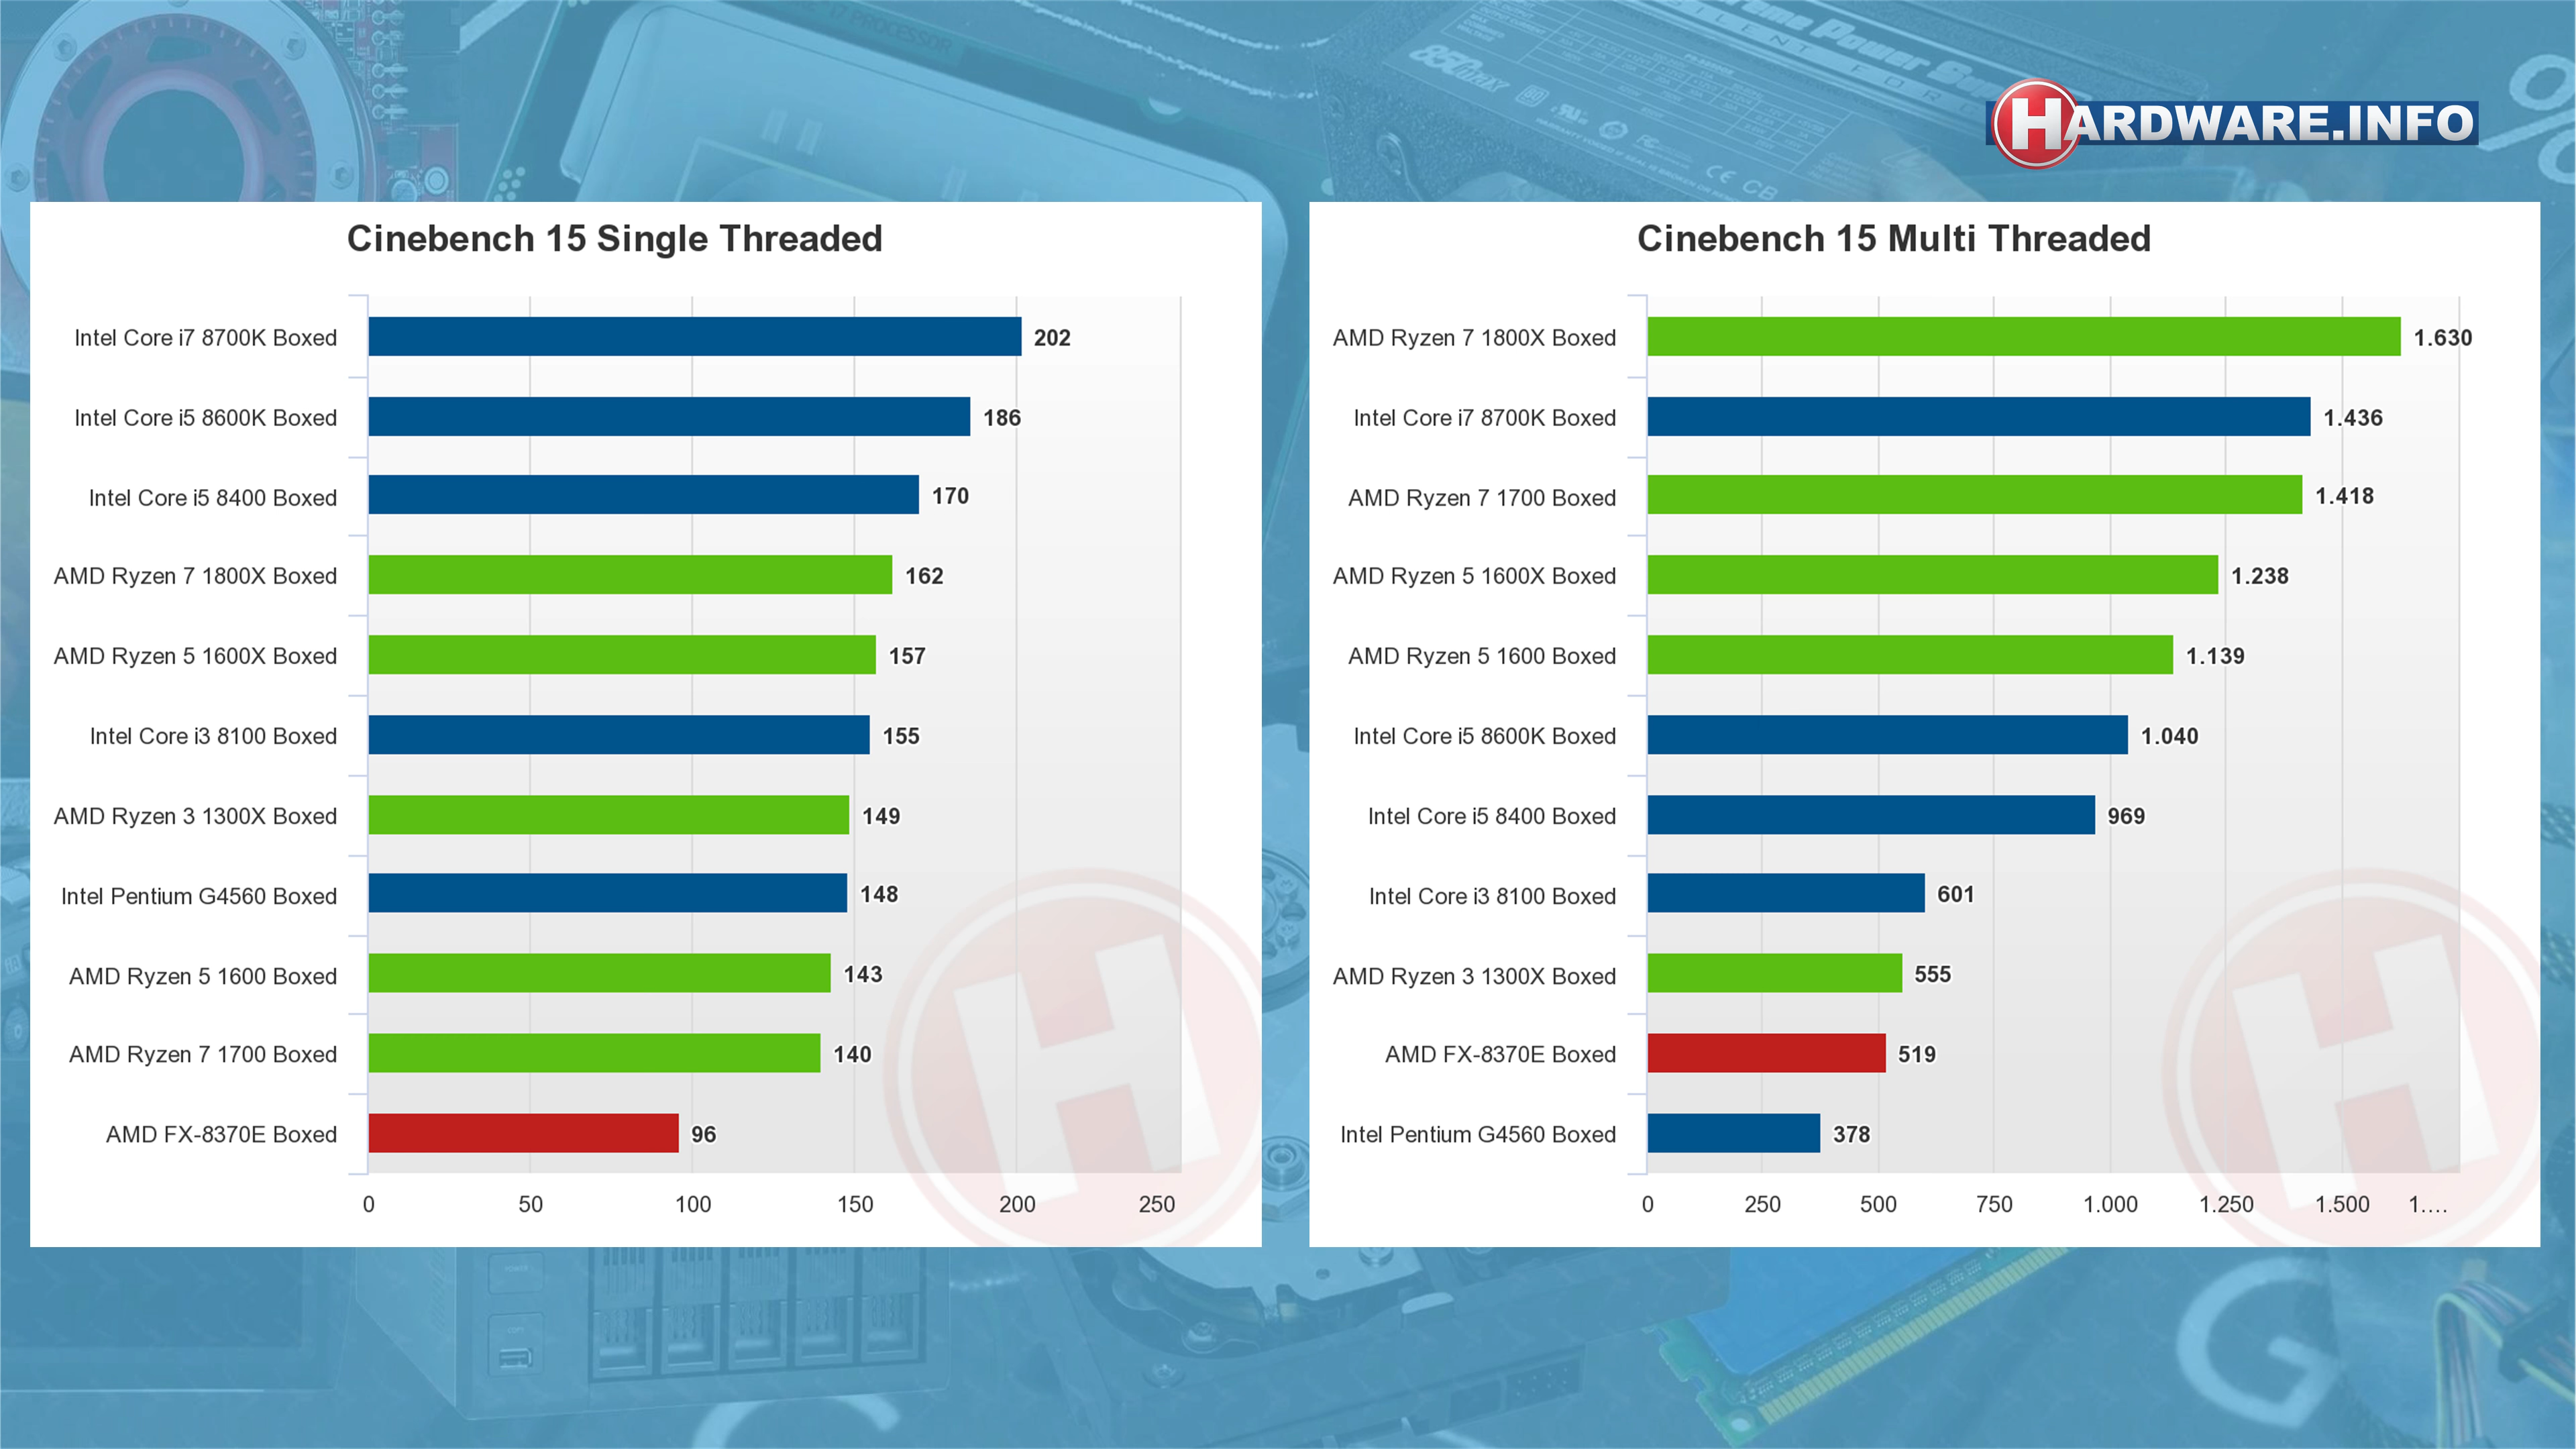 i7 PROCESSOR
850
HARDWARE.INFO
Cinebench 15 Single Threaded
Intel Core i7 8700K Boxed 202
Intel Core i5 8600K Boxed 186
Intel Core i5 8400 Boxed 170
AMD Ryzen 7 1800X Boxed 162
AMD Ryzen 5 1600X Boxed 157
Intel Core i3 8100 Boxed 155
AMD Ryzen 3 1300X Boxed 149
Intel Pentium G4560 Boxed 148
AMD Ryzen 5 1600 Boxed 143
AMD Ryzen 7 1700 Boxed 140
AMD FX-8370E Boxed 96
0 50 100 150 200 250
H
Cinebench 15 Multi Threaded
AMD Ryzen 7 1800X Boxed 1.630
Intel Core i7 8700K Boxed 1.436
AMD Ryzen 7 1700 Boxed 1.418
AMD Ryzen 5 1600X Boxed 1.238
AMD Ryzen 5 1600 Boxed 1.139
Intel Core i5 8600K Boxed 1.040
Intel Core i5 8400 Boxed 969
Intel Core i3 8100 Boxed 601
AMD Ryzen 3 1300X Boxed 555
AMD FX-8370E Boxed 519
Intel Pentium G4560 Boxed 378
0 250 500 750 1.000 1.250 1.500 1....
H
G